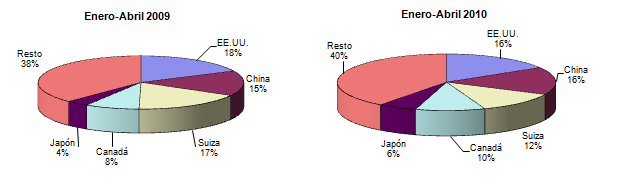 Enero-Abril 2009
EE.UU.
18%
China
15%
Suiza
17%
Canadá
8%
Japón
4%
Resto
38%
Enero-Abril 2010
EE.UU.
16%
China
16%
Suiza
12%
Canadá
10%
Japón
6%
Resto
40%